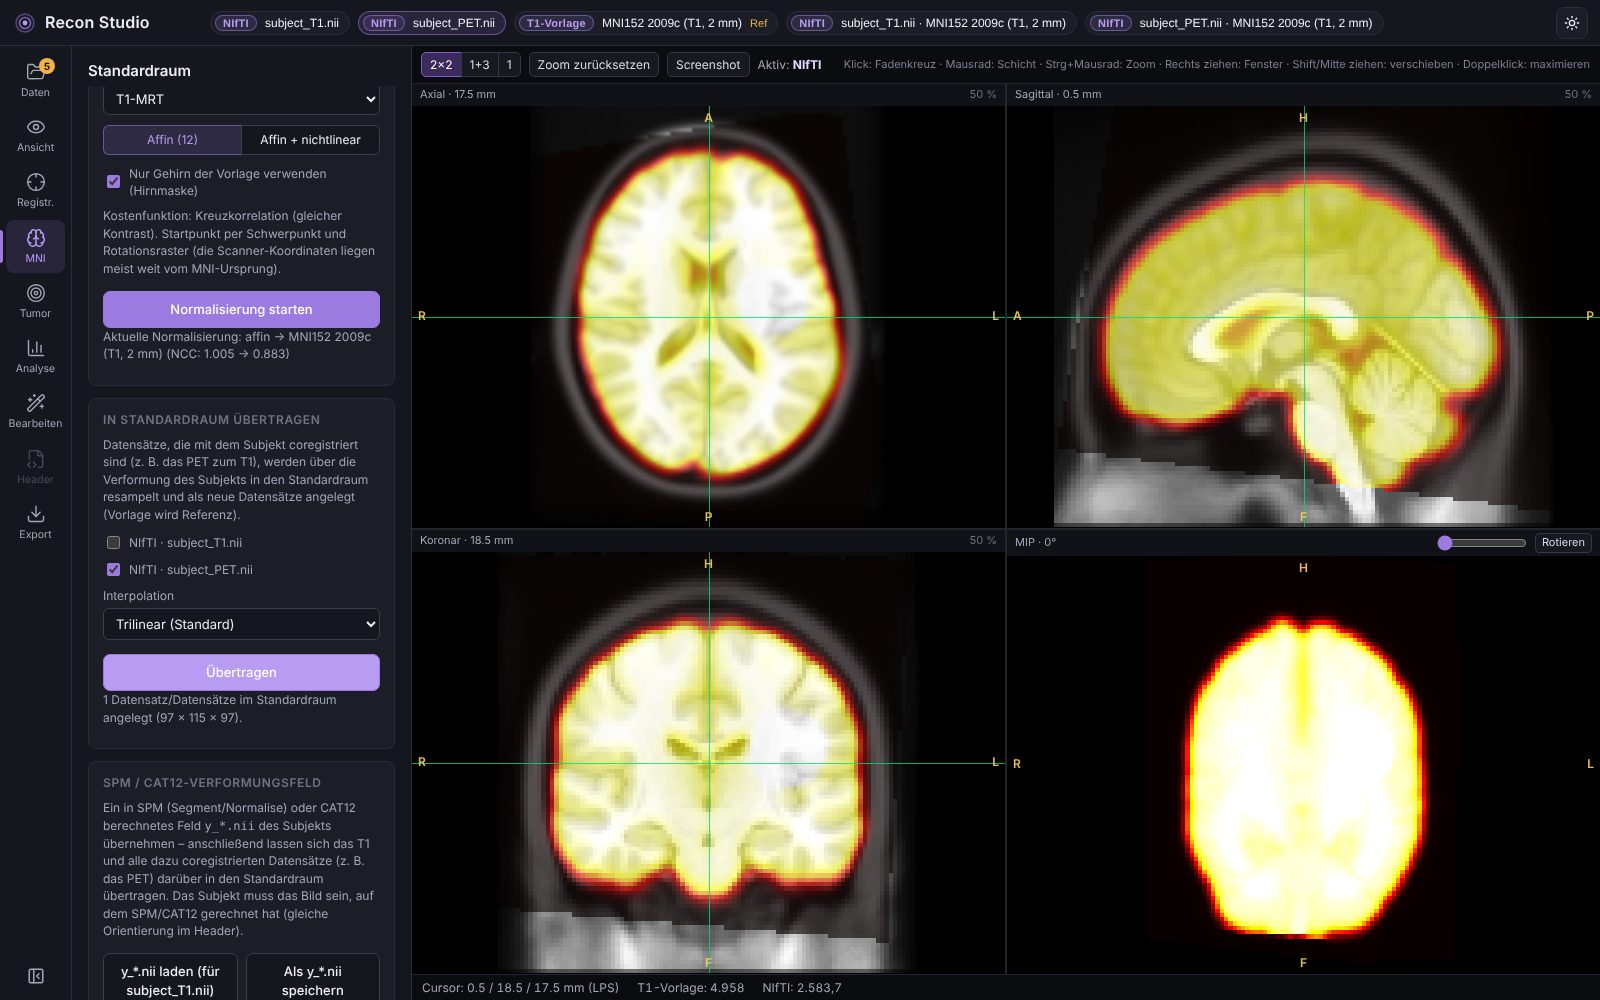 Recon Studio
NIfTI subject_T1.nii
NIfTI subject_PET.nii
T1-Vorlage MNI152 2009c (T1, 2 mm) Ref
NIfTI subject_T1.nii · MNI152 2009c (T1, 2 mm)
NIfTI subject_PET.nii · MNI152 2009c (T1, 2 mm)
5
Daten
Ansicht
Registr.
MNI
Tumor
Analyse
Bearbeiten
Header
Export
Standardraum
T1-MRT
Affin (12) Affin + nichtlinear
Nur Gehirn der Vorlage verwenden
(Hirnmaske)
Kostenfunktion: Kreuzkorrelation (gleicher
Kontrast). Startpunkt per Schwerpunkt und
Rotationsraster (die Scanner-Koordinaten liegen
meist weit vom MNI-Ursprung).
Normalisierung starten
Aktuelle Normalisierung: affin → MNI152 2009c
(T1, 2 mm) (NCC: 1.005 → 0.883)
IN STANDARDRAUM ÜBERTRAGEN
Datensätze, die mit dem Subjekt coregistriert
sind (z. B. das PET zum T1), werden über die
Verformung des Subjekts in den Standardraum
resampelt und als neue Datensätze angelegt
(Vorlage wird Referenz).
NIfTI · subject_T1.nii
NIfTI · subject_PET.nii
Interpolation
Trilinear (Standard)
Übertragen
1 Datensatz/Datensätze im Standardraum
angelegt (97 × 115 × 97).
SPM / CAT12-VERFORMUNGSFELD
Ein in SPM (Segment/Normalise) oder CAT12
berechnetes Feld y_*.nii des Subjekts
übernehmen – anschließend lassen sich das T1
und alle dazu coregistrierten Datensätze (z. B.
das PET) darüber in den Standardraum
übertragen. Das Subjekt muss das Bild sein, auf
dem SPM/CAT12 gerechnet hat (gleiche
Orientierung im Header).
y_*.nii laden (für
subject_T1.nii)
Als y_*.nii
speichern
2×2 1+3 1 Zoom zurücksetzen Screenshot Aktiv: NIfTI Klick: Fadenkreuz · Mausrad: Schicht · Strg+Mausrad: Zoom · Rechts ziehen: Fenster · Shift/Mitte ziehen: verschieben · Doppelklick: maximieren
Axial · 17.5 mm 50 %
A
R L
P
Sagittal · 0.5 mm 50 %
H
A P
F
Koronar · 18.5 mm 50 %
H
R L
F
MIP · 0° Rotieren
H
R L
F
Cursor: 0.5 / 18.5 / 17.5 mm (LPS) T1-Vorlage: 4.958 NIfTI: 2.583,7